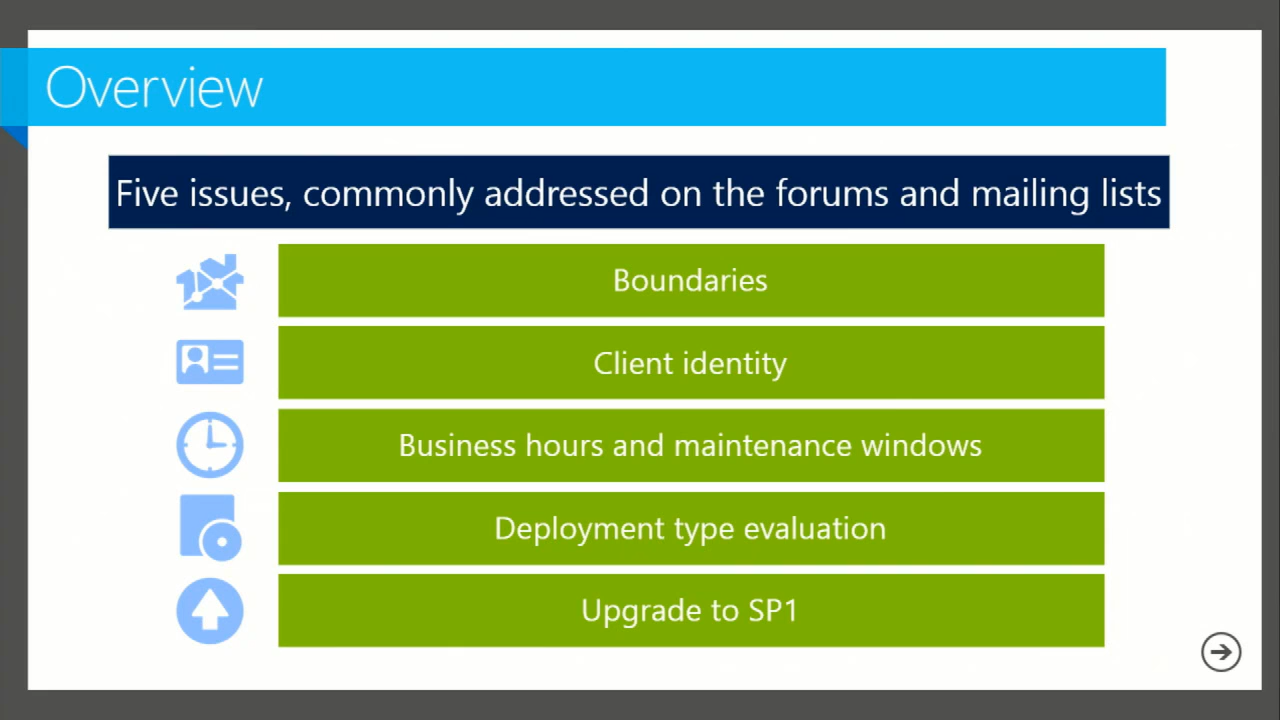 Overview
Five issues, commonly addressed on the forums and mailing lists
Boundaries
Client identity
Business hours and maintenance windows
Deployment type evaluation
Upgrade to SP1